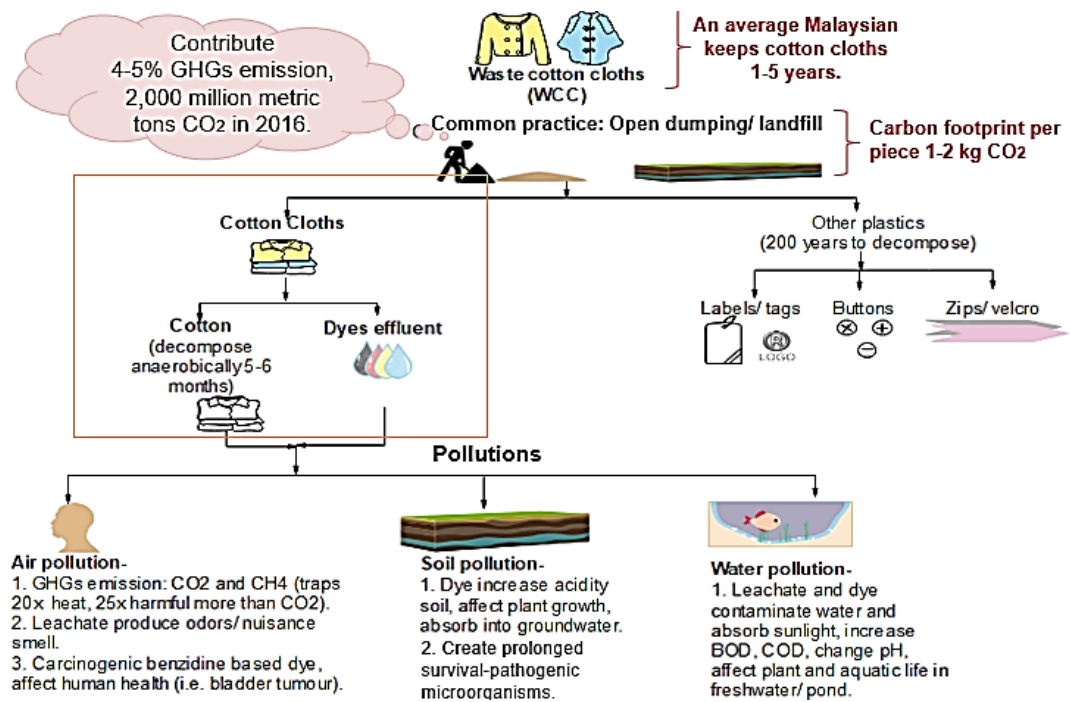 Contribute
4-5% GHGs emission,
2,000 million metric
tons CO2 in 2016.
Waste cotton cloths
(WCC)
An average Malaysian
keeps cotton cloths
1-5 years.
Common practice: Open dumping/ landfill
Carbon footprint per
piece 1-2 kg CO2
Cotton Cloths
Other plastics
(200 years to decompose)
Cotton
(decompose
anaerobically 5-6
months)
Dyes effluent
Labels/ tags
Buttons
Zips/ velcro
LOGO
Pollutions
Air pollution-
1. GHGs emission: CO2 and CH4 (traps
20x heat, 25x harmful more than CO2).
2. Leachate produce odors/ nuisance
smell.
3. Carcinogenic benzidine based dye,
affect human health (i.e. bladder tumour).
Soil pollution-
1. Dye increase acidity
soil, affect plant growth,
absorb into groundwater.
2. Create prolonged
survival-pathogenic
microorganisms.
Water pollution-
1. Leachate and dye
contaminate water and
absorb sunlight, increase
BOD, COD, change pH,
affect plant and aquatic life in
freshwater/ pond.